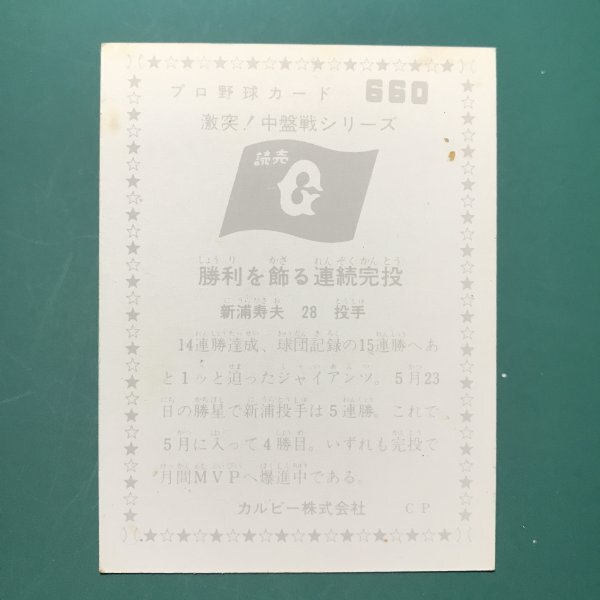 プロ野球カード 660
激突！中盤戦シリーズ
読売 G
勝利を飾る連続完投
新浦寿夫 28 投手
14連勝達成、球団記録の15連勝へあ
と1ッと迫ったジャイアンツ。5月23
日の勝星で新浦投手は5連勝。これで
5月に入って4勝目。いずれも完投で
月間MVPへ爆進中である。
カルビー株式会社 CP